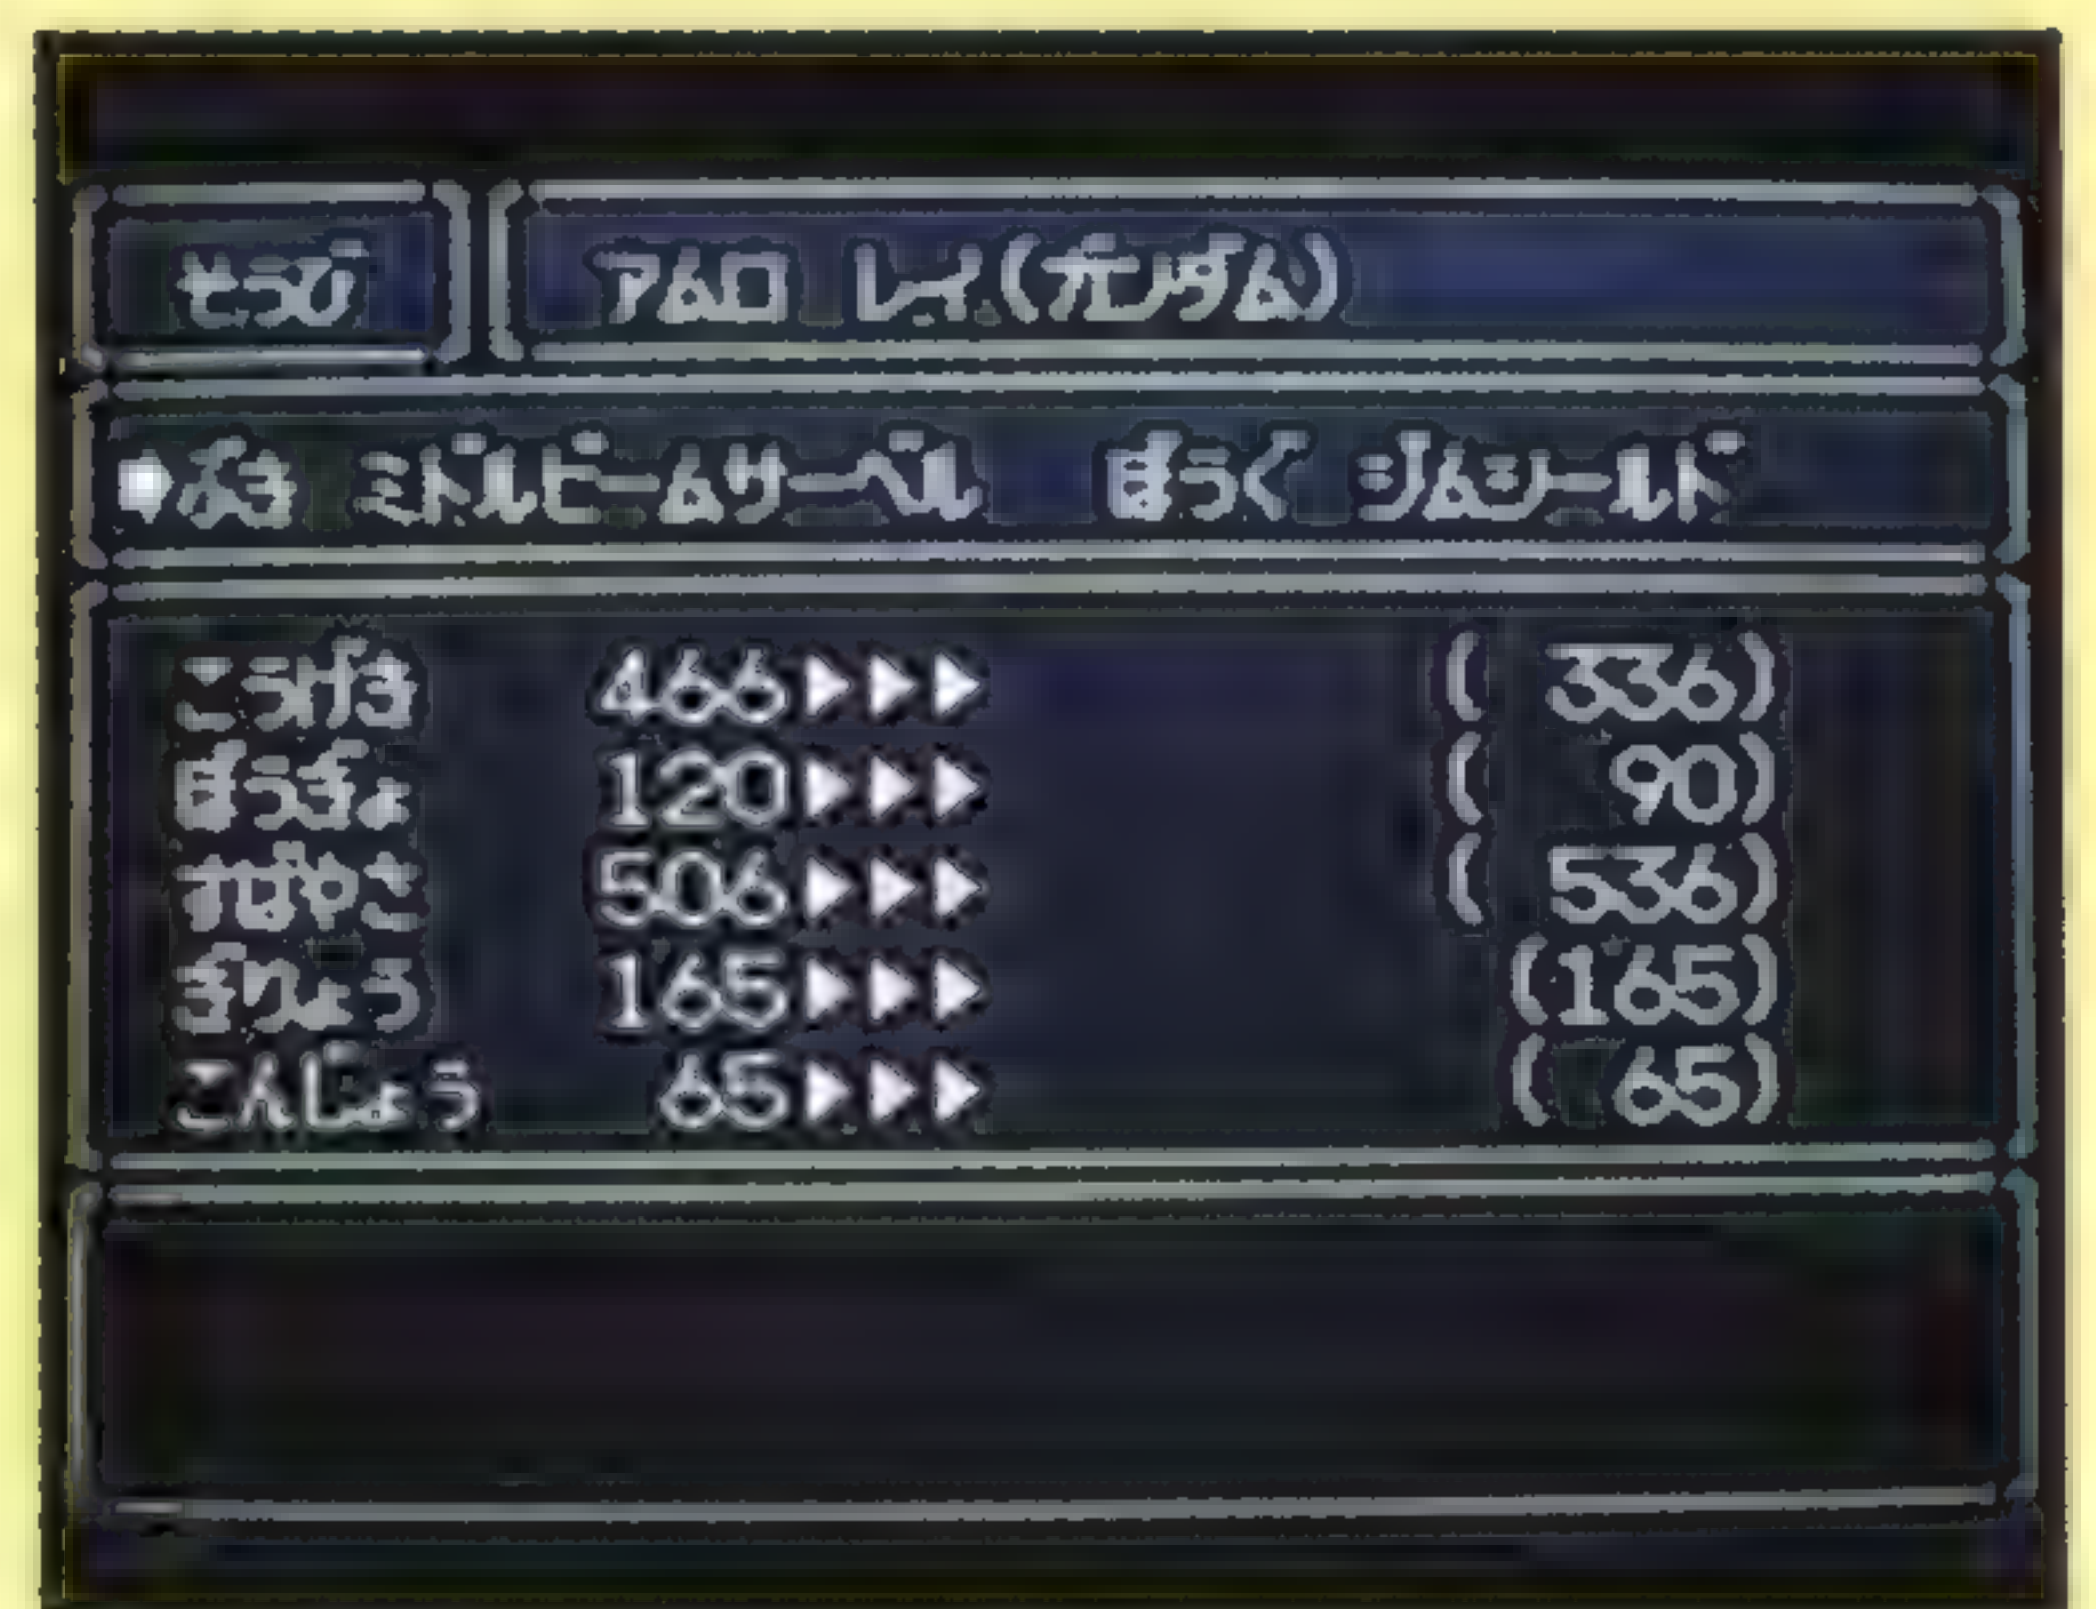 そうび アムロ レイ(ガンダム)
ぶき ミドルビームサーベル ぼうぐ ジムシールド
こうげき 466▶▶▶ ( 336)
ぼうぎょ 120▶▶▶ ( 90)
すばやさ 506▶▶▶ ( 536)
ぎりょう 165▶▶▶ (165)
こんじょう 65▶▶▶ ( 65)